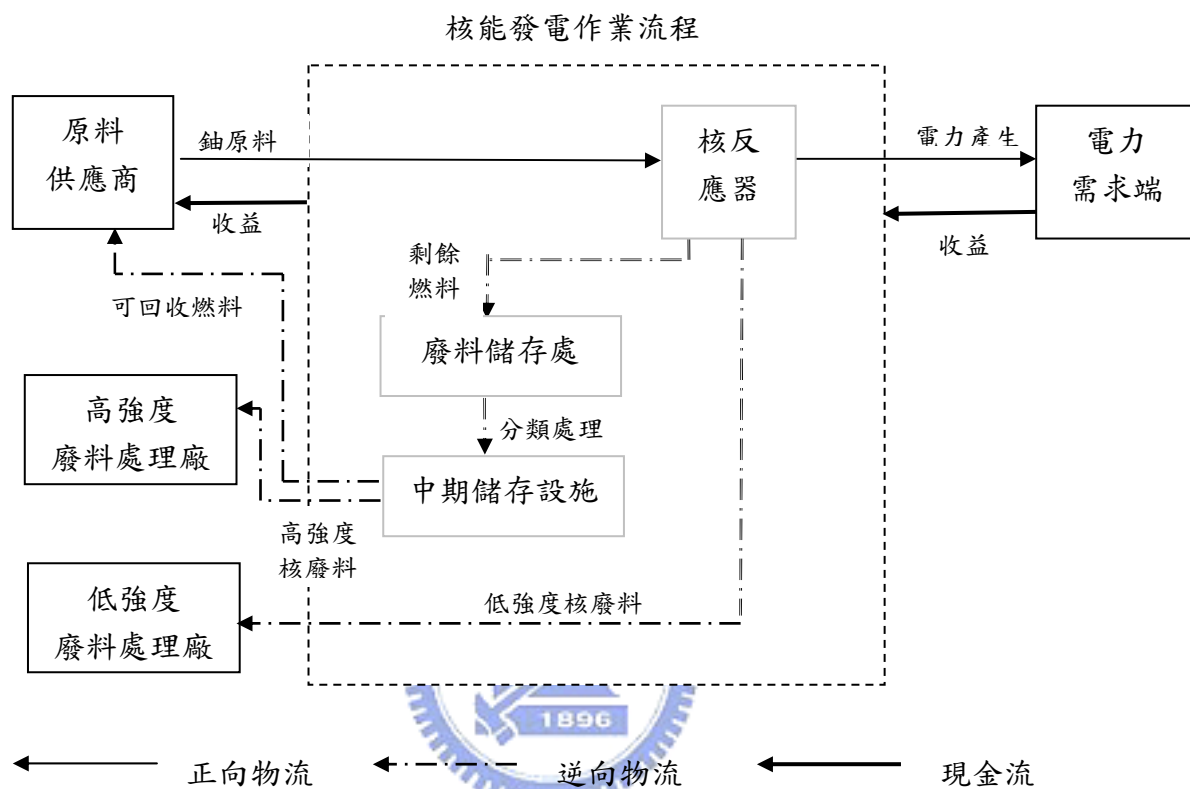 核能發電作業流程
原料
供應商
鈾原料
收益
核反
應器
電力產生
收益
電力
需求端
剩餘
燃料
可回收燃料
廢料儲存處
分類處理
高強度
廢料處理廠
中期儲存設施
高強度
核廢料
低強度
廢料處理廠
低強度核廢料
1896
正向物流
逆向物流
現金流